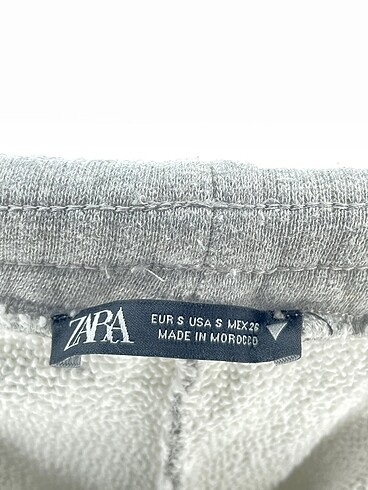 ZARA
EUR S USA S MEX 26
MADE IN MOROCCO